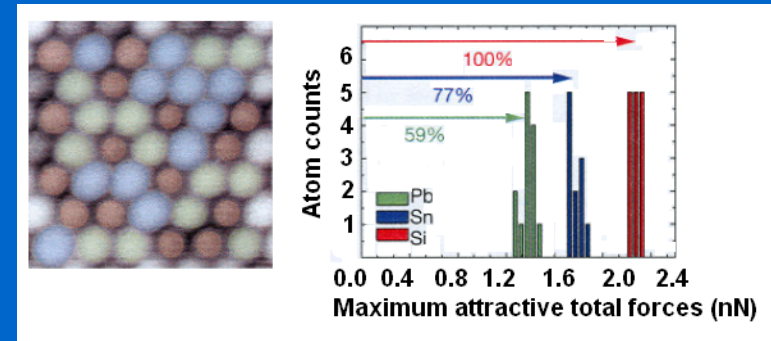 6
5
4
3
2
1
Atom counts
100%
77%
59%
Pb
Sn
Si
0.0 0.4 0.8 1.2 1.6 2.0 2.4
Maximum attractive total forces (nN)